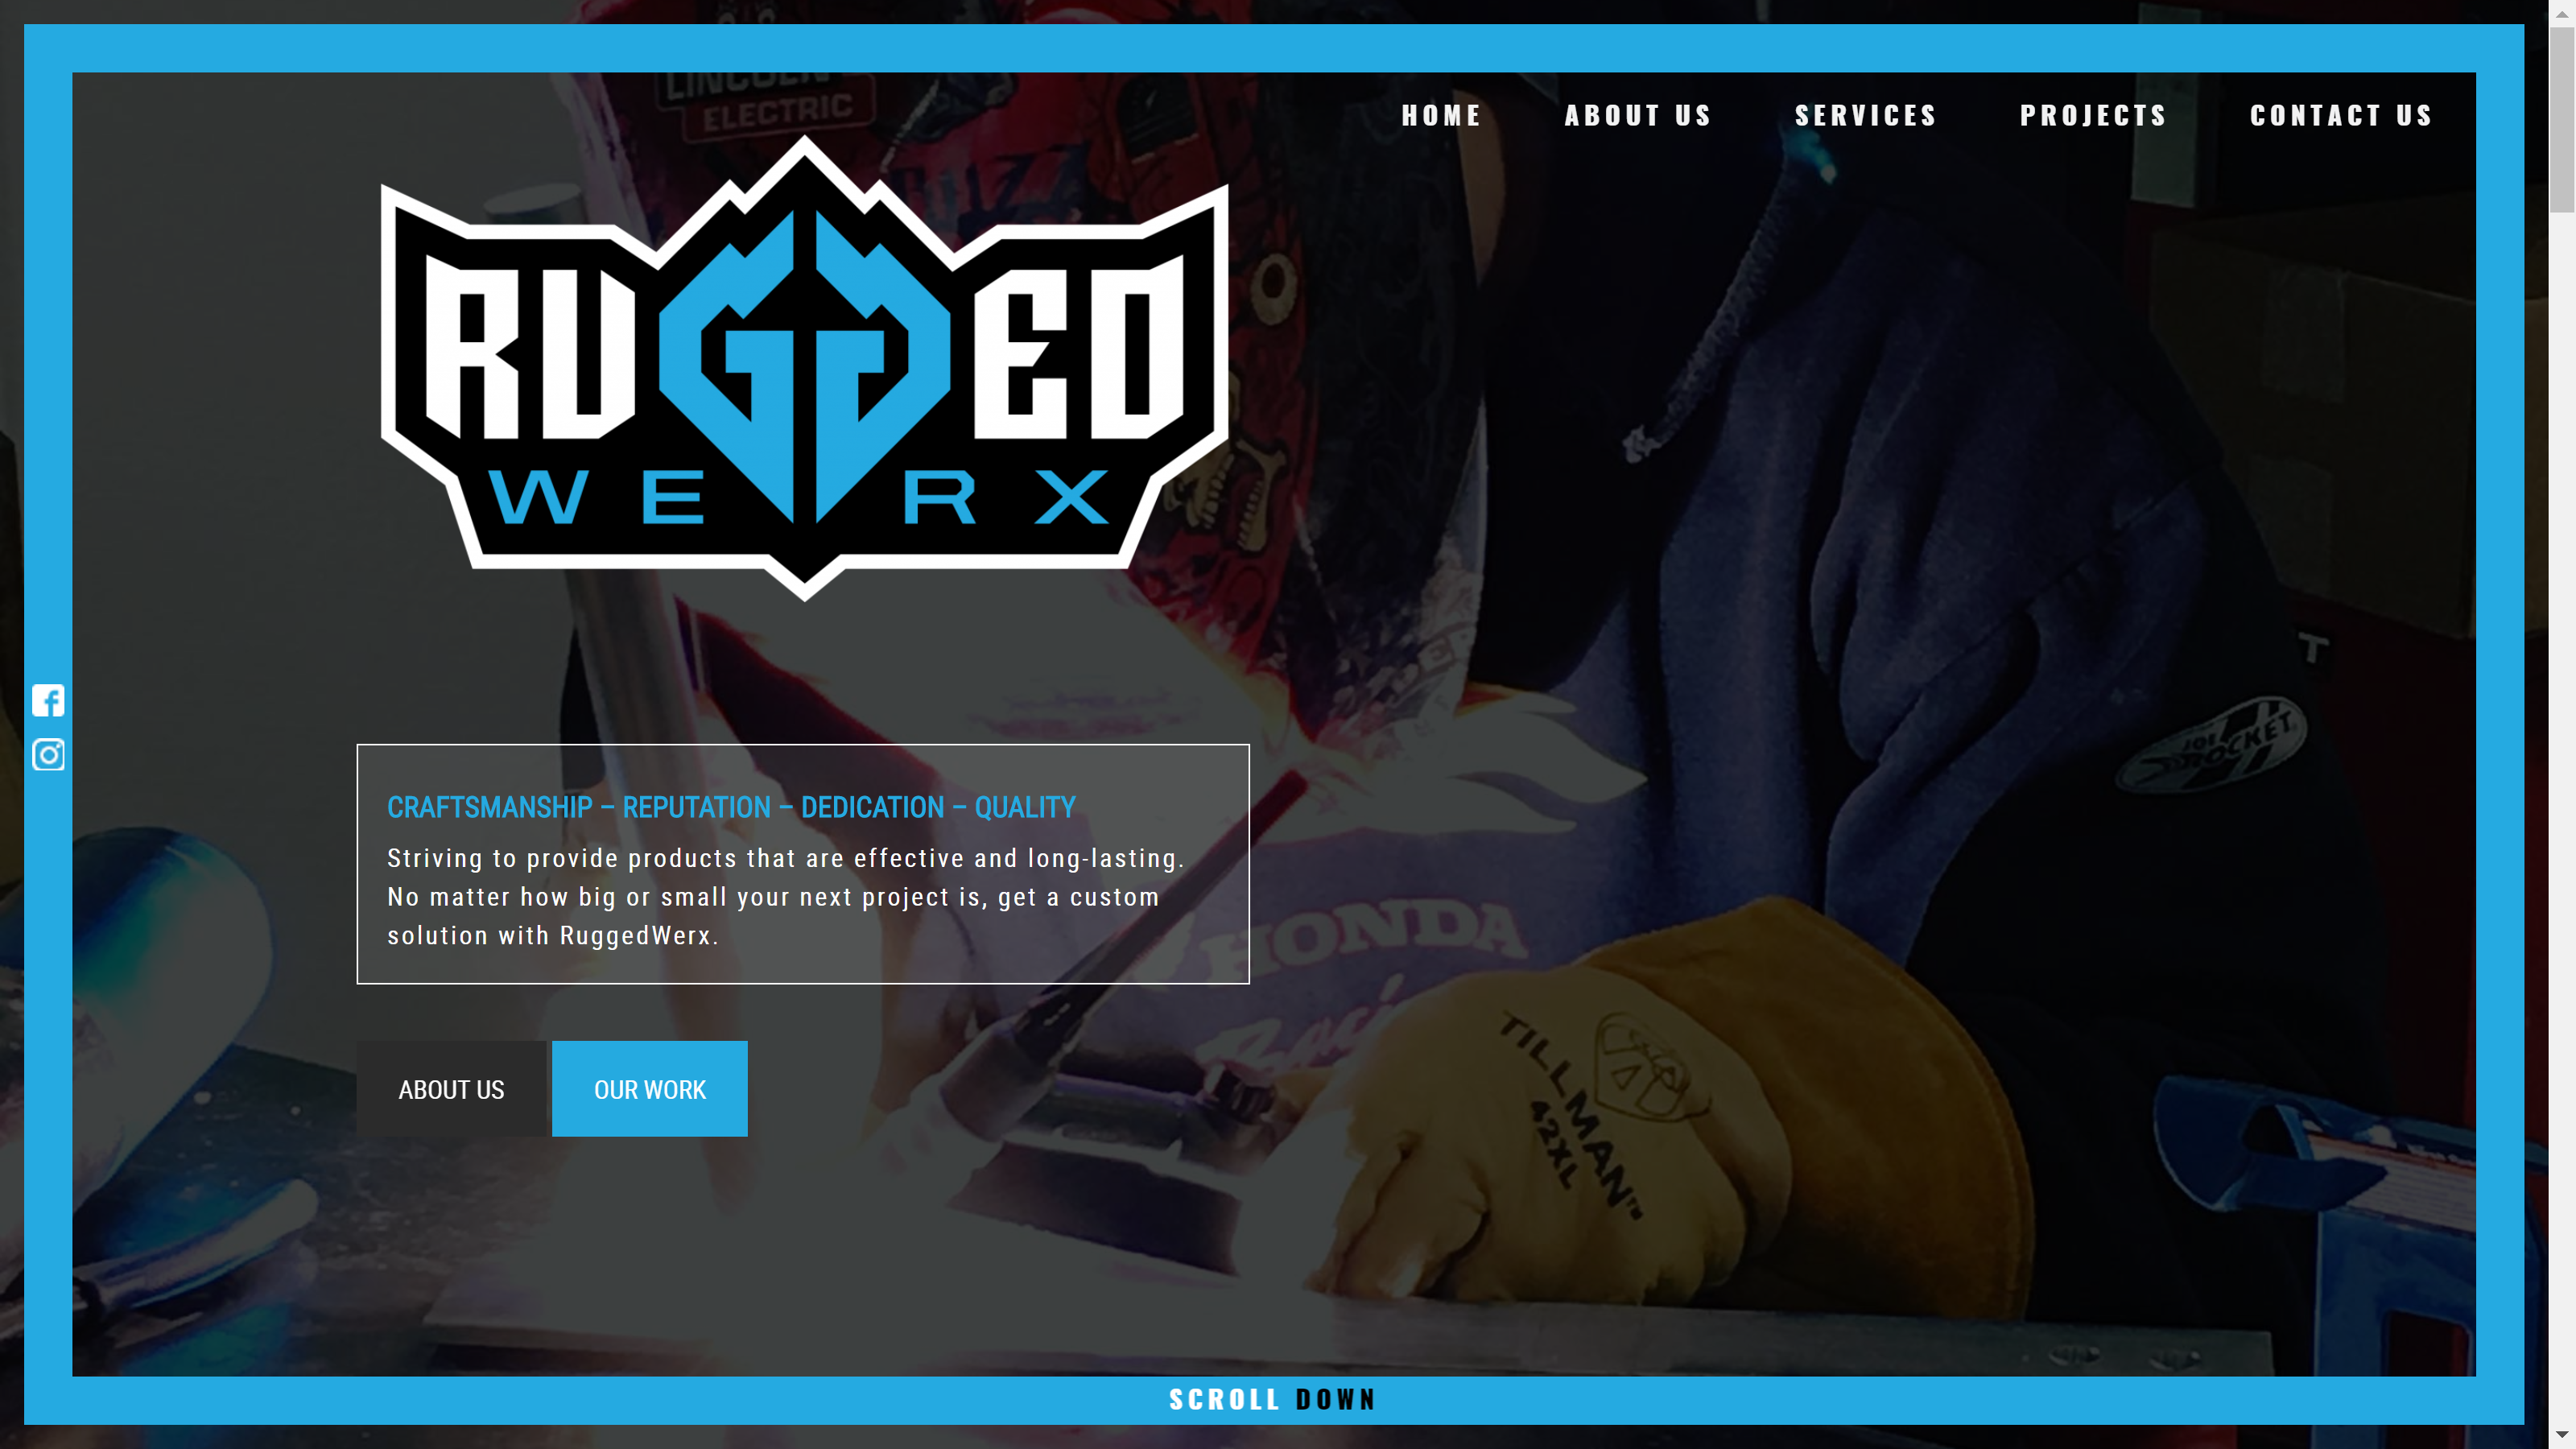 LINCOLN
ELECTRIC
HOME ABOUT US SERVICES PROJECTS CONTACT US
RUGGED
WERX
T
JOE
ROCKET
CRAFTSMANSHIP – REPUTATION – DEDICATION – QUALITY
Striving to provide products that are effective and long-lasting.
No matter how big or small your next project is, get a custom
solution with RuggedWerx.
HONDA
TILLMAN™
42XL
ABOUT US OUR WORK
SCROLL DOWN